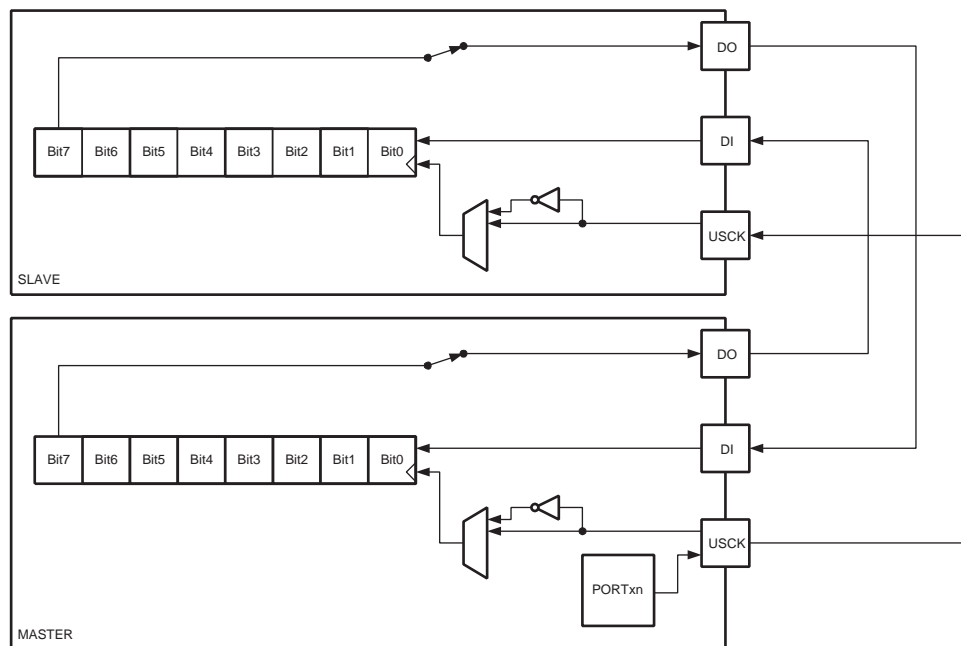 DO
Bit7 Bit6 Bit5 Bit4 Bit3 Bit2 Bit1 Bit0
DI
USCK
SLAVE
DO
Bit7 Bit6 Bit5 Bit4 Bit3 Bit2 Bit1 Bit0
DI
USCK
PORTxn
MASTER